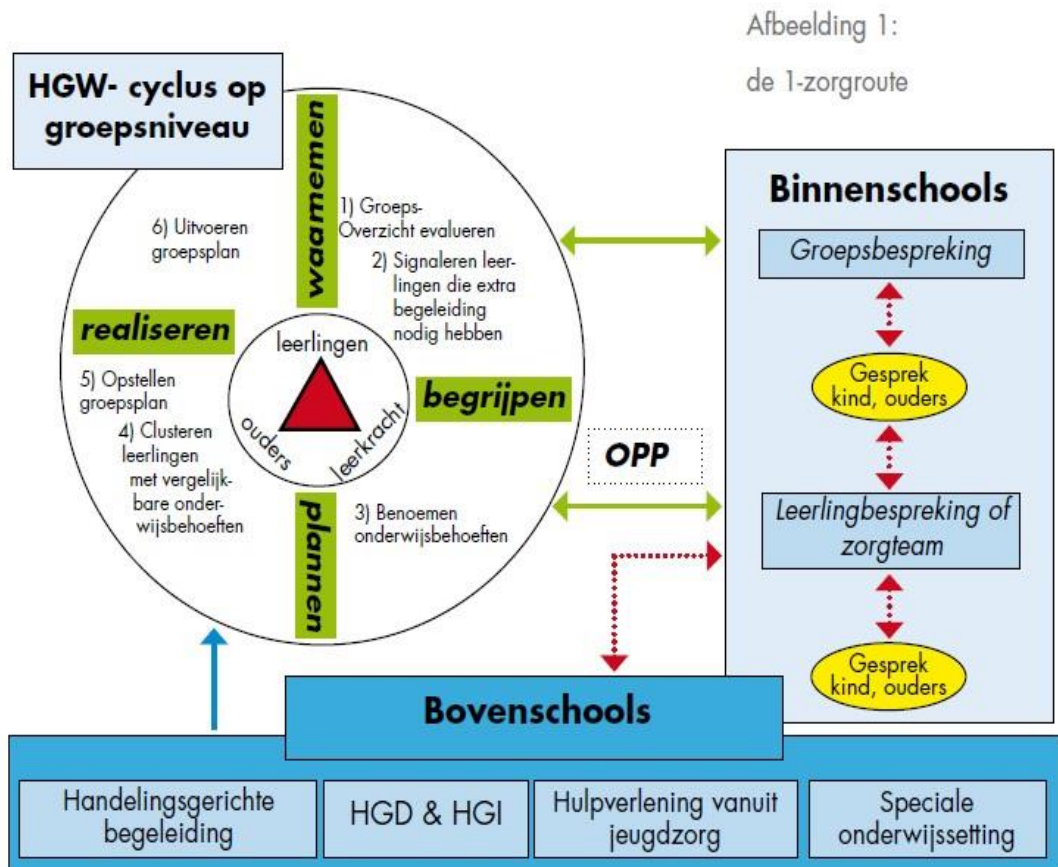 Afbeelding 1:
de 1-zorgroute
HGW- cyclus op
groepsniveau
waarnemen
1) Groeps-
Overzicht evalueren
2) Signaleren leer-
lingen die extra
begeleiding
nodig hebben
begrijpen
3) Benoemen
onderwijsbehoeften
plannen
4) Clusteren
leerlingen
met vergelijk-
bare onder-
wijsbehoeften
5) Opstellen
groepsplan
realiseren
6) Uitvoeren
groepsplan
leerlingen
ouders
leerkracht
OPP
Binnenschools
Groepsbespreking
Gesprek
kind, ouders
Leerlingbespreking of
zorgteam
Gesprek
kind, ouders
Bovenschools
Handelingsgerichte
begeleiding
HGD & HGI
Hulpverlening vanuit
jeugdzorg
Speciale
onderwijssetting